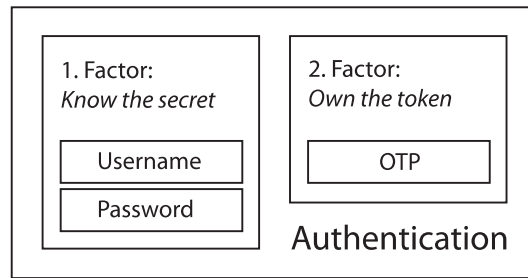 1. Factor:
Know the secret
Username
Password
2. Factor:
Own the token
OTP
Authentication